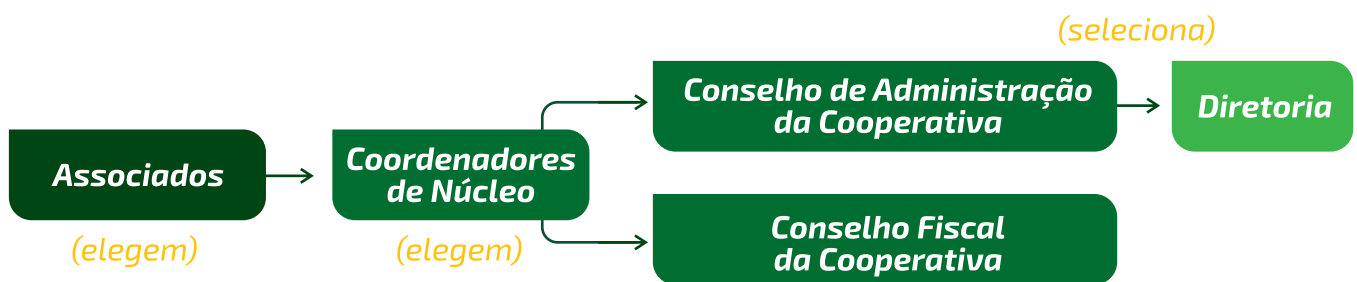 Associados
(elegem)
Coordenadores
de Núcleo
(elegem)
Conselho de Administração
da Cooperativa
(seleciona)
Diretoria
Conselho Fiscal
da Cooperativa